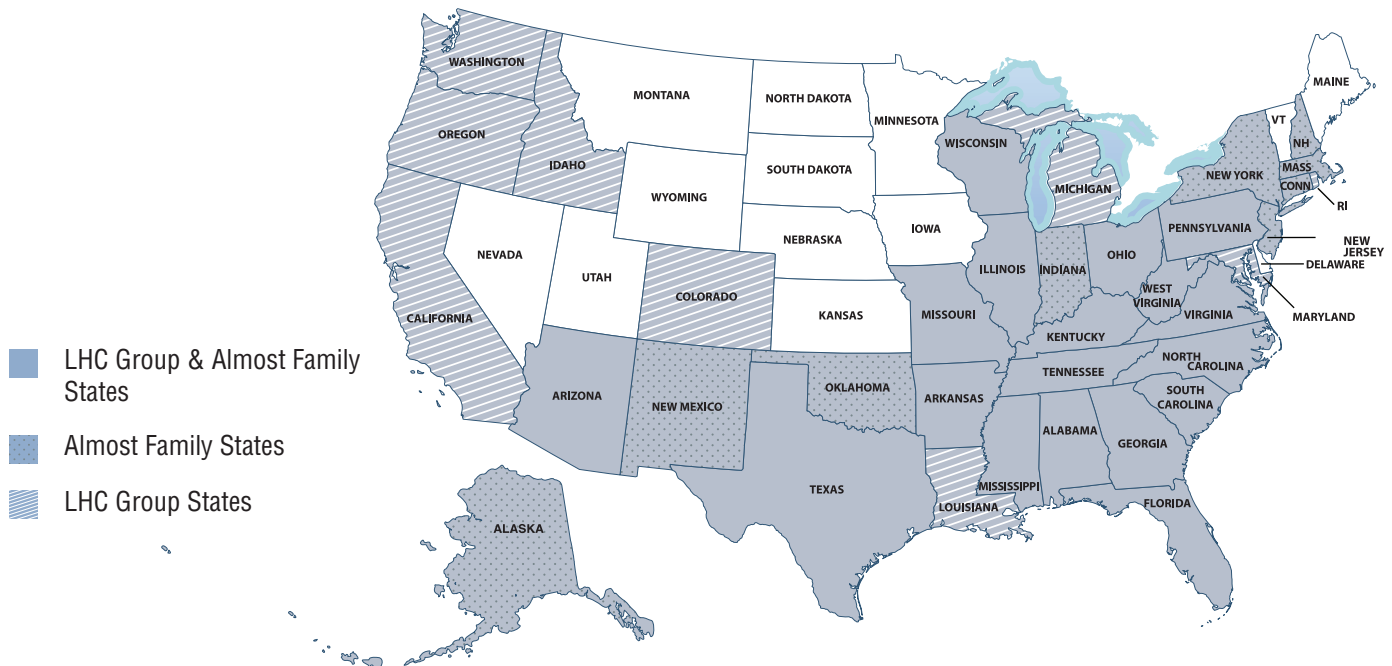 WASHINGTON
MONTANA
NORTH DAKOTA
MINNESOTA
MAINE
VT
NH
OREGON
IDAHO
WISCONSIN
MASS
SOUTH DAKOTA
NEW YORK
CONN
MICHIGAN
WYOMING
RI
IOWA
PENNSYLVANIA
NEBRASKA
NEVADA
OHIO
NEW
JERSEY
ILLINOIS
INDIANA
DELAWARE
UTAH
COLORADO
WEST
VIRGINIA
CALIFORNIA
KANSAS
MISSOURI
VIRGINIA
MARYLAND
KENTUCKY
LHC Group & Almost Family
States
NORTH
CAROLINA
TENNESSEE
OKLAHOMA
ARIZONA
NEW MEXICO
ARKANSAS
SOUTH
CAROLINA
Almost Family States
ALABAMA
GEORGIA
LHC Group States
TEXAS
MISSISSIPPI
LOUISIANA
FLORIDA
ALASKA